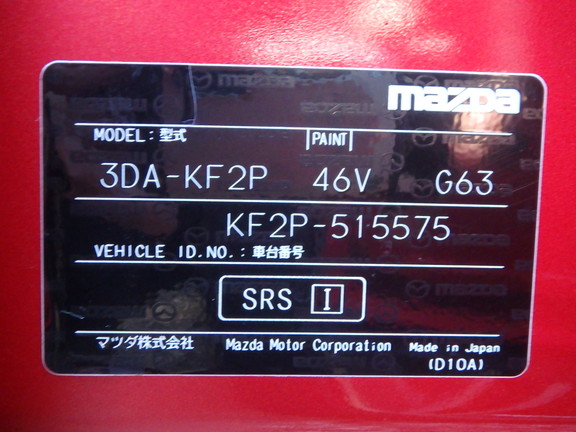 mazda
MODEL : 型式 PAINT
3DA-KF2P 46V G63
KF2P-515575
VEHICLE ID.NO. : 車台番号
SRS I
マツダ株式会社 Mazda Motor Corporation Made in Japan
(D10A)